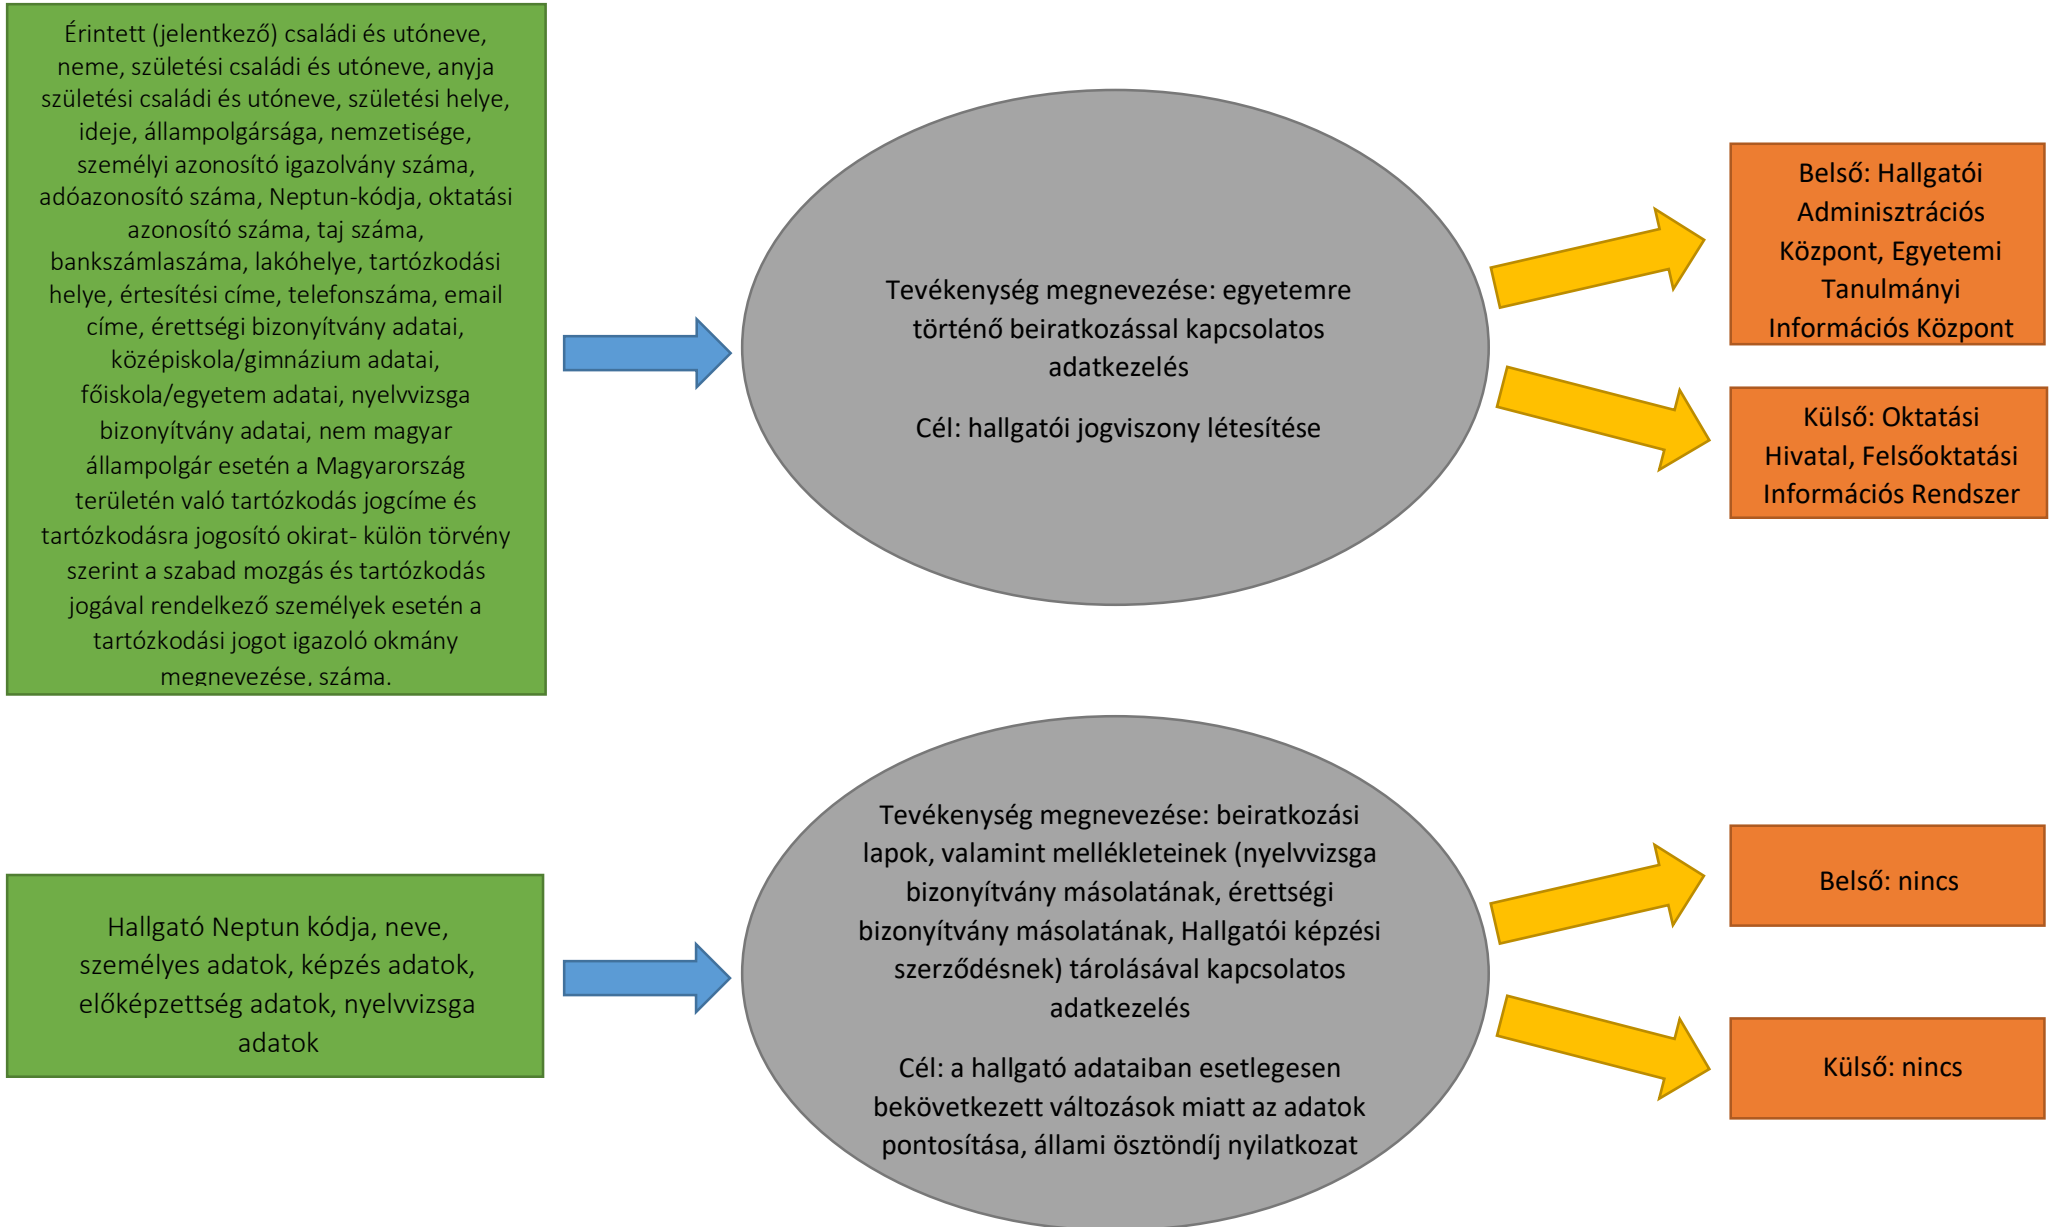 Érintett (jelentkező) családi és utóneve,
neme, születési családi és utóneve, anyja
születési családi és utóneve, születési helye,
ideje, állampolgársága, nemzetisége,
személyi azonosító igazolvány száma,
adóazonosító száma, Neptun-kódja, oktatási
azonosító száma, taj száma,
bankszámlaszáma, lakóhelye, tartózkodási
helye, értesítési címe, telefonszáma, email
címe, érettségi bizonyítvány adatai,
középiskola/gimnázium adatai,
főiskola/egyetem adatai, nyelvvizsga
bizonyítvány adatai, nem magyar
állampolgár esetén a Magyarország
területén való tartózkodás jogcíme és
tartózkodásra jogosító okirat- külön törvény
szerint a szabad mozgás és tartózkodás
jogával rendelkező személyek esetén a
tartózkodási jogot igazoló okmány
megnevezése, száma.
Tevékenység megnevezése: egyetemre
történő beiratkozással kapcsolatos
adatkezelés
Cél: hallgatói jogviszony létesítése
Belső: Hallgatói
Adminisztrációs
Központ, Egyetemi
Tanulmányi
Információs Központ
Külső: Oktatási
Hivatal, Felsőoktatási
Információs Rendszer
Hallgató Neptun kódja, neve,
személyes adatok, képzés adatok,
előképzettség adatok, nyelvvizsga
adatok
Tevékenység megnevezése: beiratkozási
lapok, valamint mellékleteinek (nyelvvizsga
bizonyítvány másolatának, érettségi
bizonyítvány másolatának, Hallgatói képzési
szerződésnek) tárolásával kapcsolatos
adatkezelés
Cél: a hallgató adataiban esetlegesen
bekövetkezett változások miatt az adatok
pontosítása, állami ösztöndíj nyilatkozat
Belső: nincs
Külső: nincs